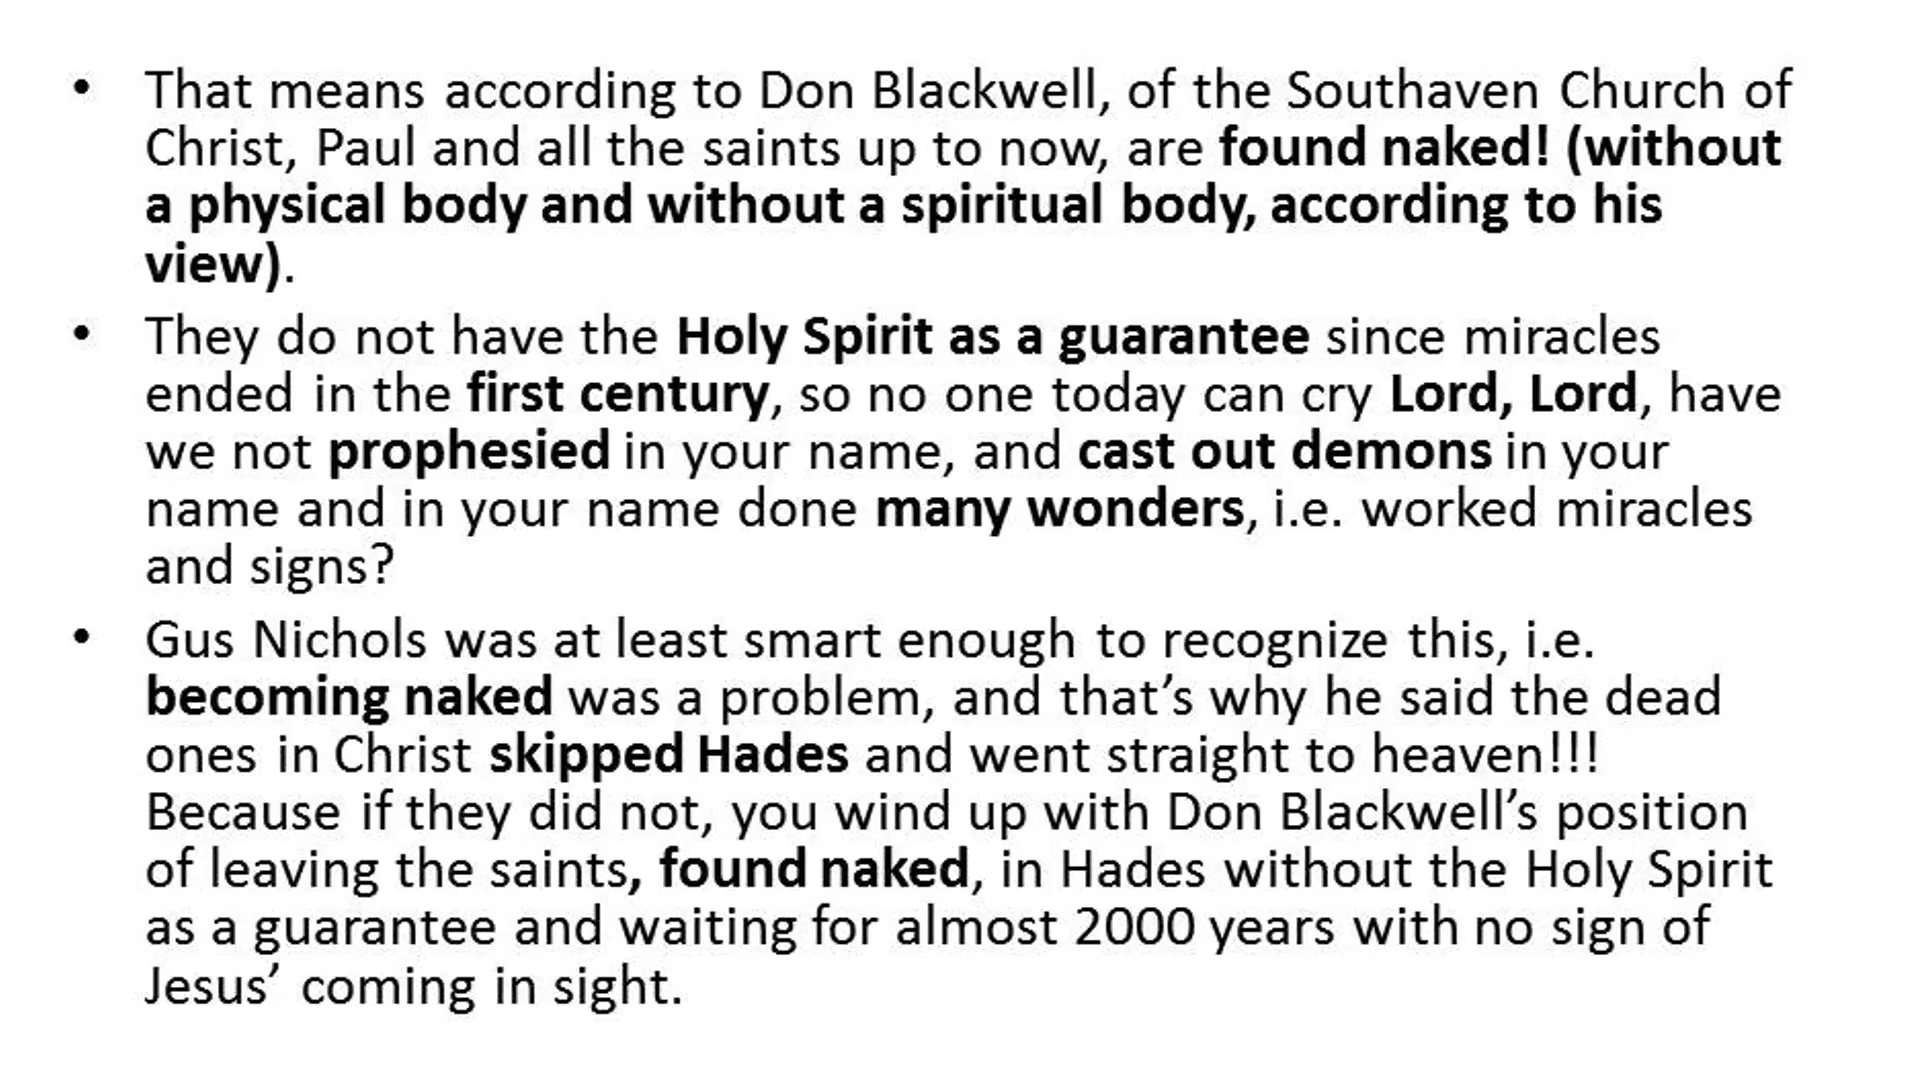 • That means according to Don Blackwell, of the Southaven Church of
Christ, Paul and all the saints up to now, are found naked! (without
a physical body and without a spiritual body, according to his
view).
• They do not have the Holy Spirit as a guarantee since miracles
ended in the first century, so no one today can cry Lord, Lord, have
we not prophesied in your name, and cast out demons in your
name and in your name done many wonders, i.e. worked miracles
and signs?
• Gus Nichols was at least smart enough to recognize this, i.e.
becoming naked was a problem, and that’s why he said the dead
ones in Christ skipped Hades and went straight to heaven!!!
Because if they did not, you wind up with Don Blackwell’s position
of leaving the saints, found naked, in Hades without the Holy Spirit
as a guarantee and waiting for almost 2000 years with no sign of
Jesus’ coming in sight.